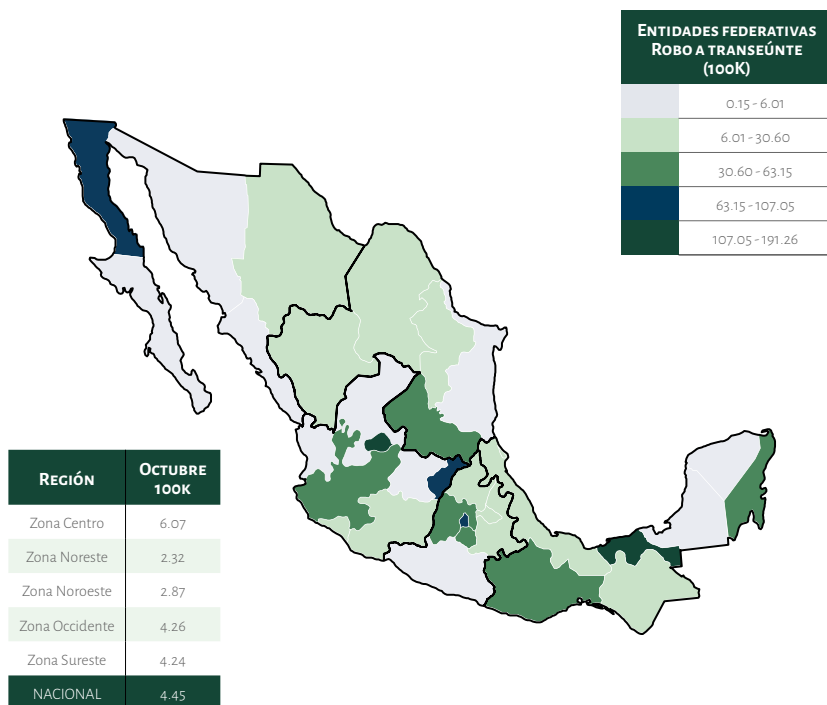 Entidades federativas
Robo a transeúnte
(100K)
0.15 - 6.01
6.01 - 30.60
30.60 - 63.15
63.15 - 107.05
107.05 - 191.26
Región Octubre 100k
Zona Centro 6.07
Zona Noreste 2.32
Zona Noroeste 2.87
Zona Occidente 4.26
Zona Sureste 4.24
NACIONAL 4.45